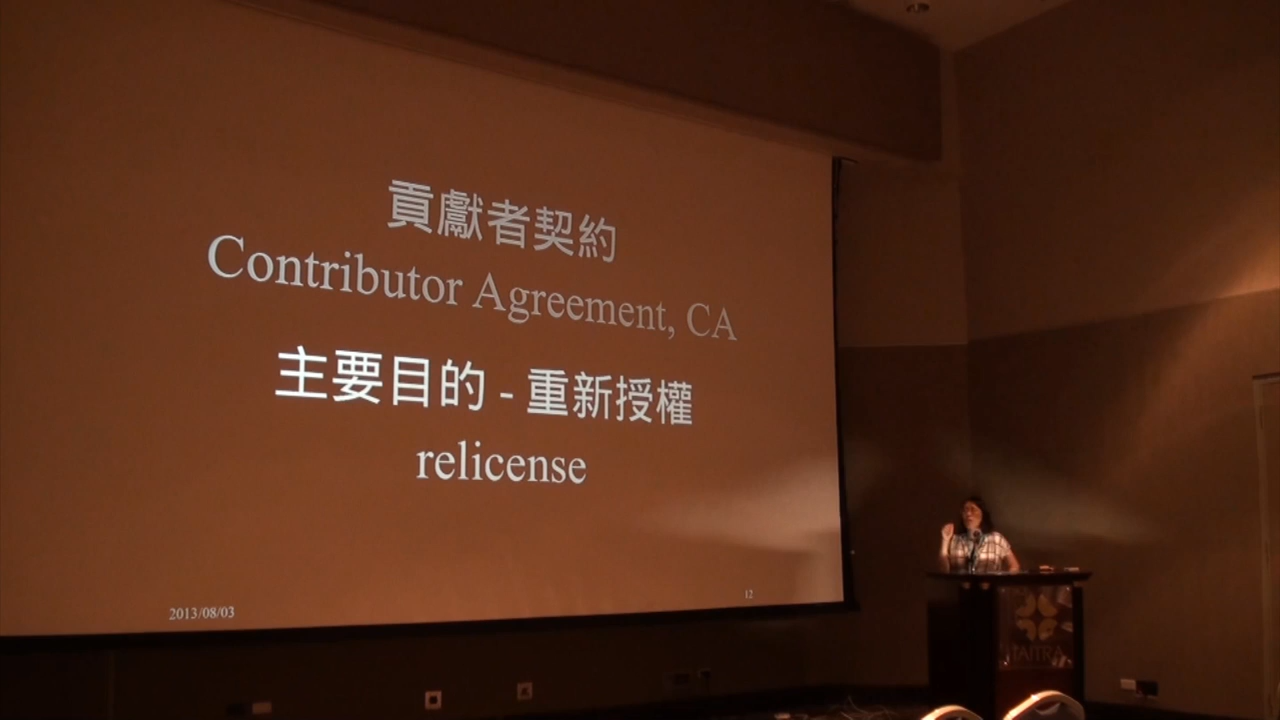 貢獻者契約
Contributor Agreement, CA
主要目的 - 重新授權
relicense
2013/08/03
12
TAITRA